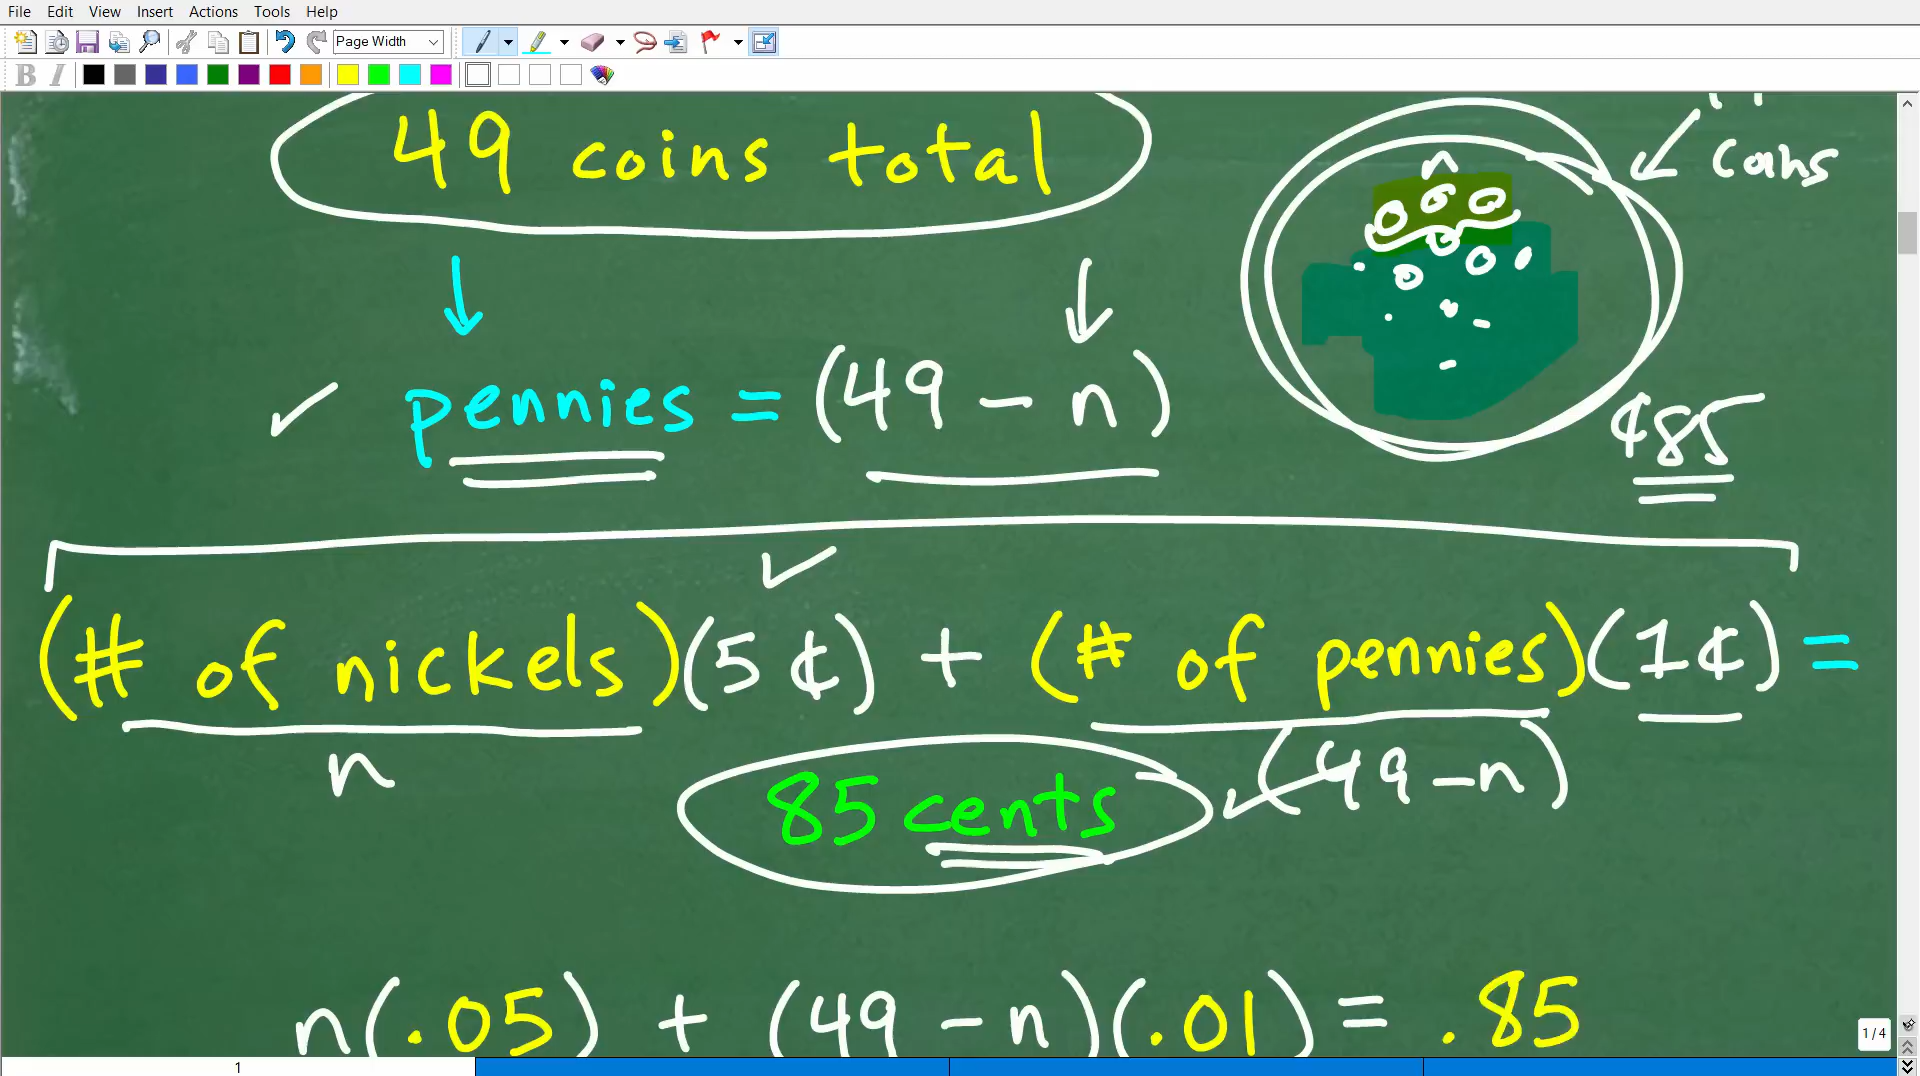 File Edit View Insert Actions Tools Help
Page Width
B I
49 coins total
coins
n
pennies = (49 - n)
¢85
(# of nickels)(5¢) + (# of pennies)(1¢) =
n
(49 - n)
85 cents
n(.05) + (49 - n)(.01) = .85
1 / 4
1